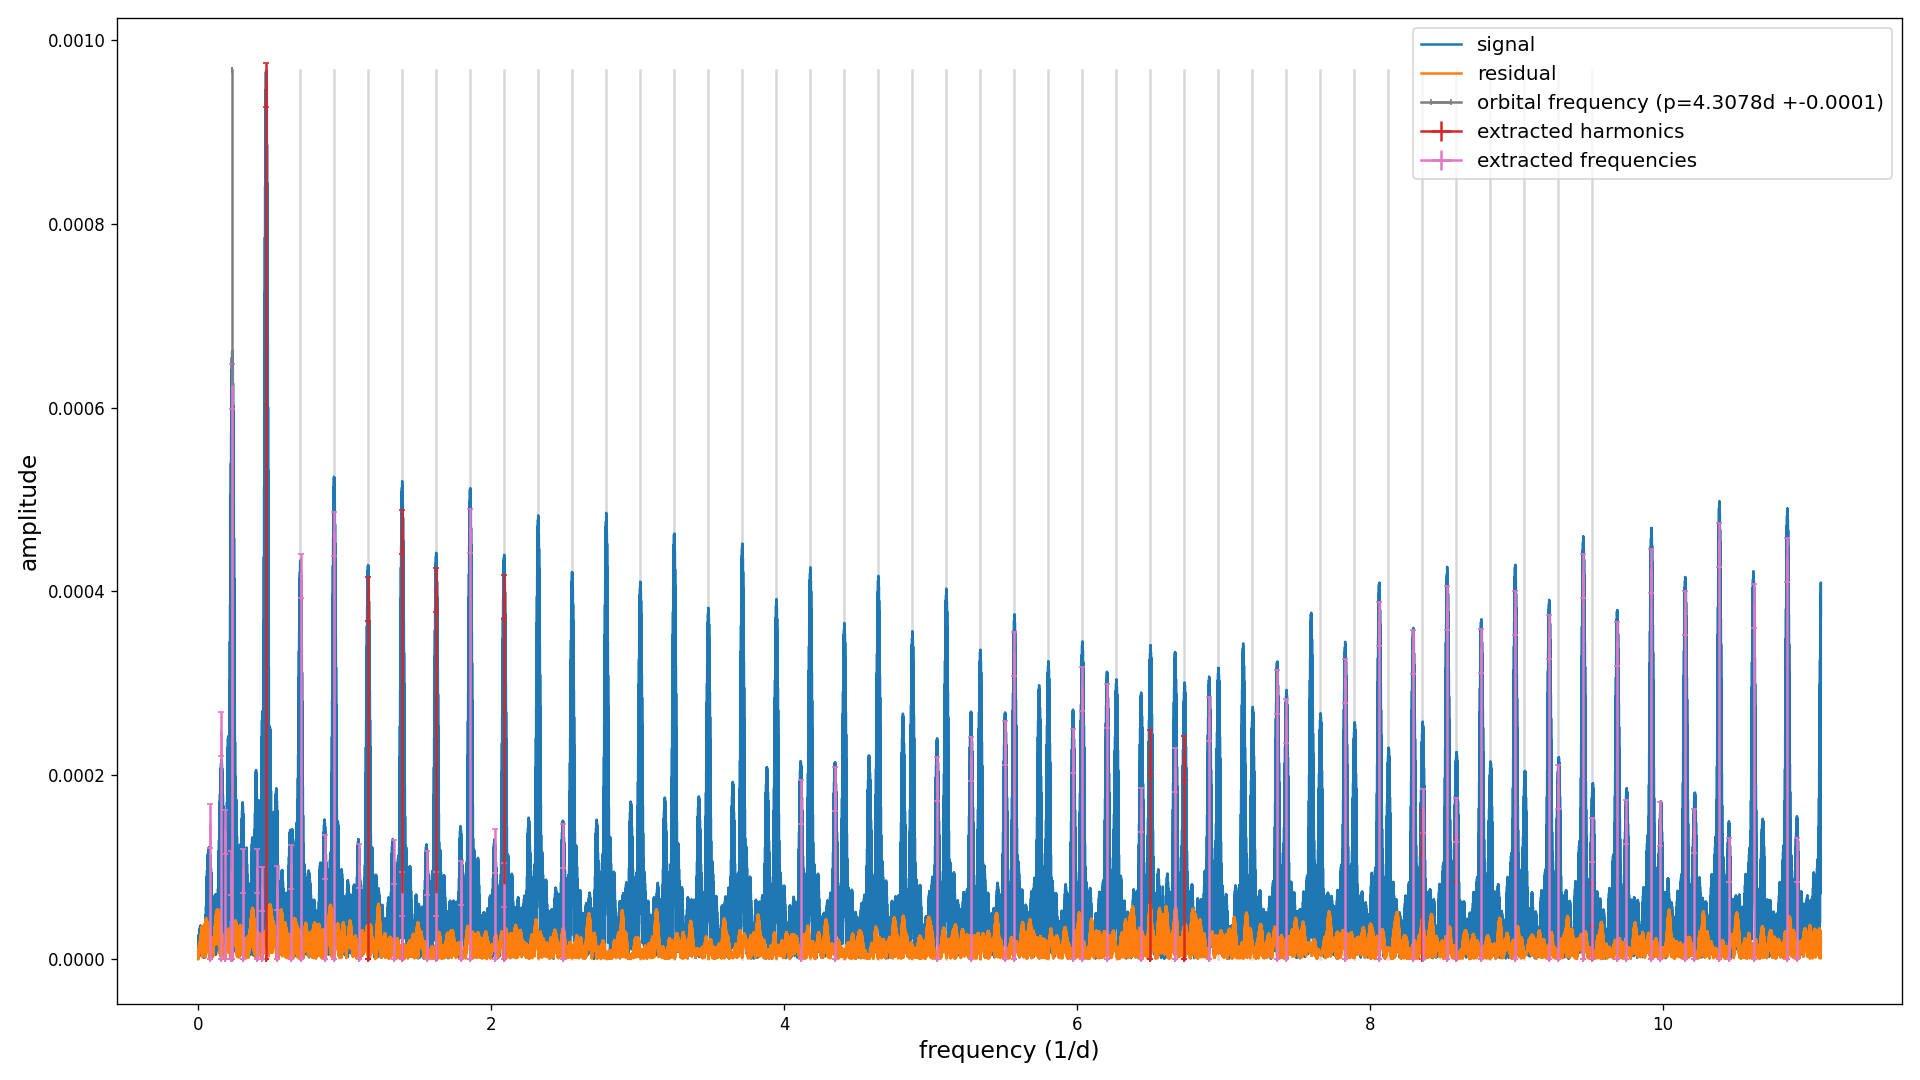 0.0010
0.0008
0.0006
0.0004
0.0002
0.0000
amplitude
0 2 4 6 8 10
frequency (1/d)
signal
residual
orbital frequency (p=4.3078d +-0.0001)
extracted harmonics
extracted frequencies